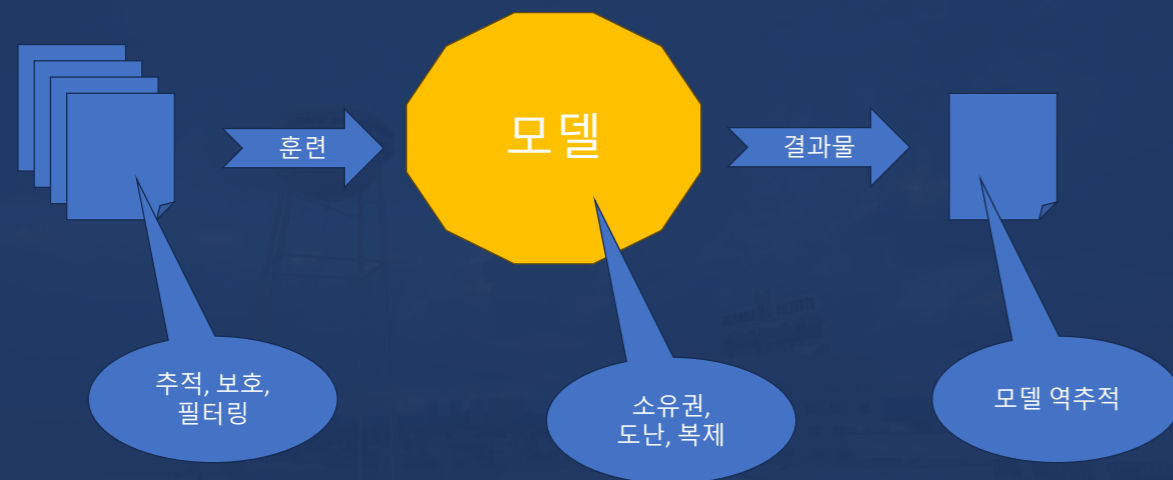 훈련
모델
결과물
추적, 보호,
필터링
소유권,
도난, 복제
모델 역추적